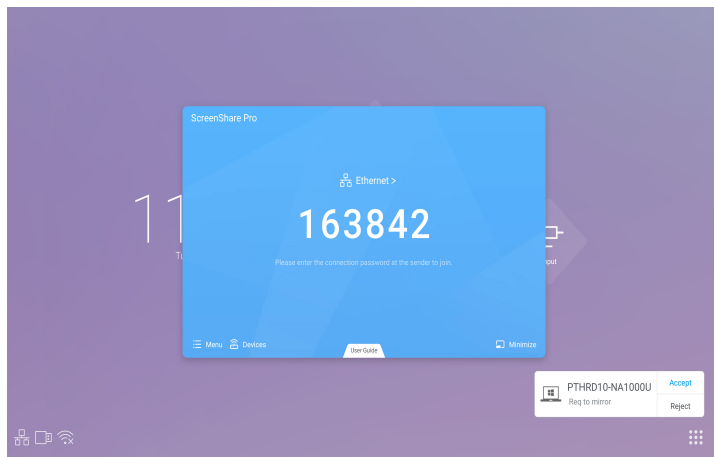 ScreenShare Pro
Ethernet >
163842
Please enter the connection password at the sender to join.
Menu
Devices
User Guide
Minimize
PTHRD10-NA1000U
Req to mirror
Accept
Reject